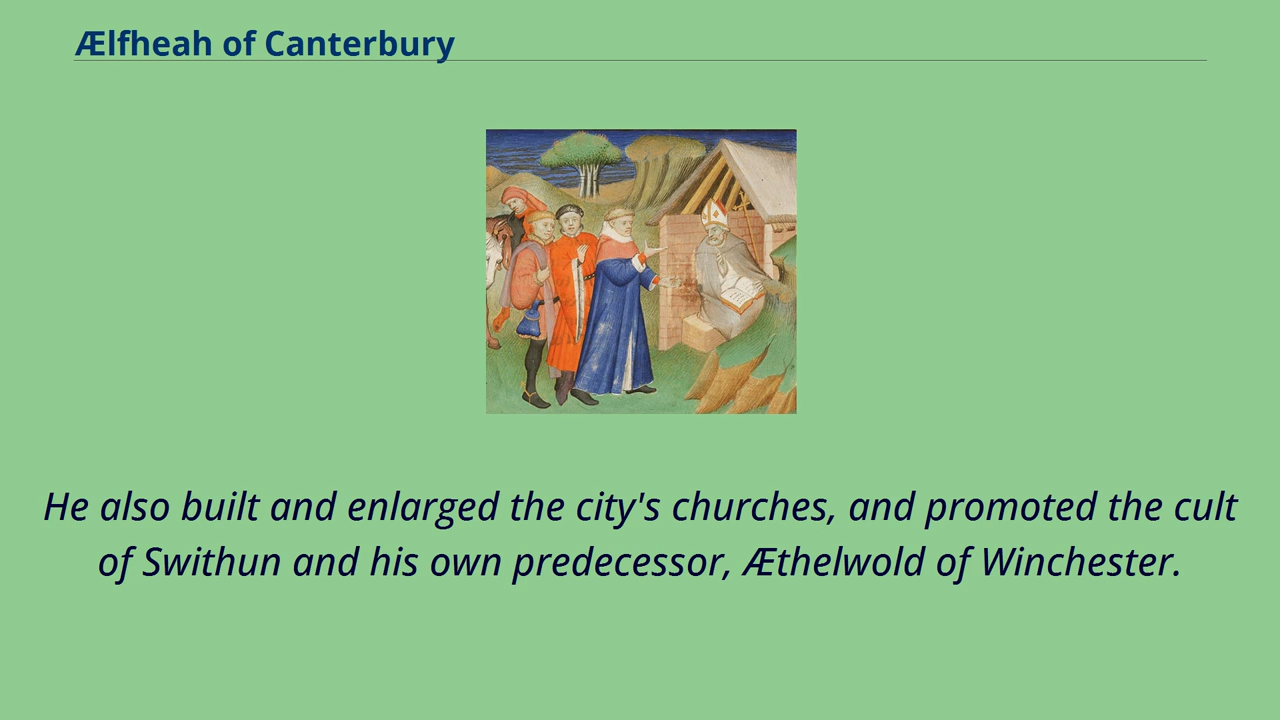 Ælfheah of Canterbury
He also built and enlarged the city's churches, and promoted the cult
of Swithun and his own predecessor, Æthelwold of Winchester.